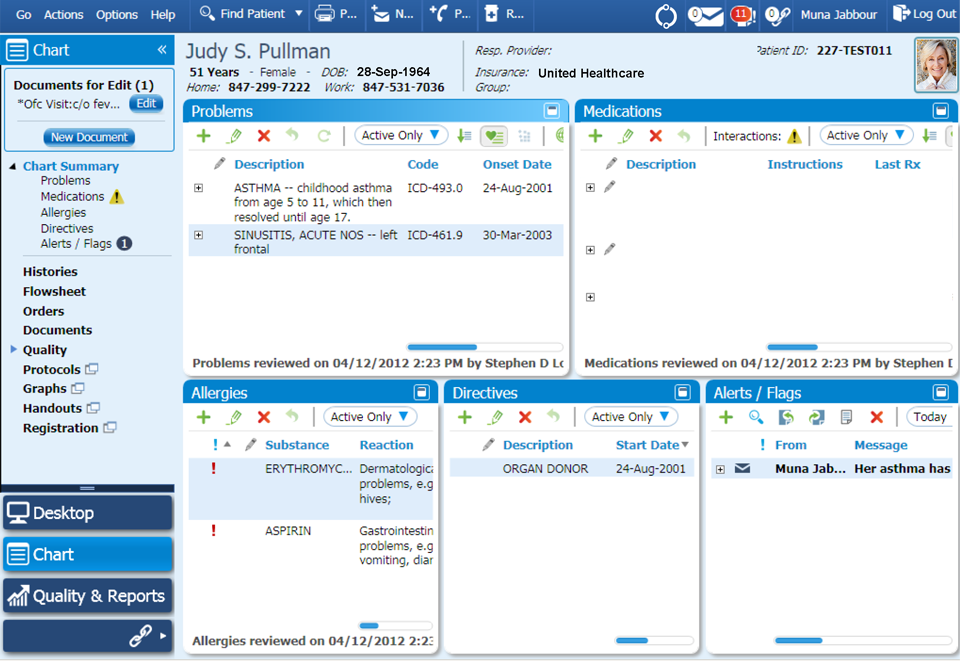 Go Actions Options Help Find Patient P... N... P... R... 0 11 0 Muna Jabbour Log Out
Chart «
Documents for Edit (1)
*Ofc Visit:c/o fev... Edit
New Document
Chart Summary
Problems
Medications
Allergies
Directives
Alerts / Flags 1
Histories
Flowsheet
Orders
Documents
Quality
Protocols
Graphs
Handouts
Registration
Desktop
Chart
Quality & Reports
Judy S. Pullman
51 Years - Female - DOB: 28-Sep-1964
Home: 847-299-7222 Work: 847-531-7036
Resp. Provider:
Insurance: United Healthcare
Group:
Patient ID: 227-TEST011
Problems
Active Only
Description Code Onset Date
ASTHMA -- childhood asthma ICD-493.0 24-Aug-2001
from age 5 to 11, which then
resolved until age 17.
SINUSITIS, ACUTE NOS -- left ICD-461.9 30-Mar-2003
frontal
Problems reviewed on 04/12/2012 2:23 PM by Stephen D Lo
Medications
Interactions: Active Only
Description Instructions Last Rx
Medications reviewed on 04/12/2012 2:23 PM by Stephen D
Allergies
Active Only
! Substance Reaction
! ERYTHROMYC... Dermatologica
problems, e.g
hives;
! ASPIRIN Gastrointestin
problems, e.g
vomiting, diar
Allergies reviewed on 04/12/2012 2:23
Directives
Active Only
Description Start Date
ORGAN DONOR 24-Aug-2001
Alerts / Flags
Today
! From Message
Muna Jab... Her asthma has